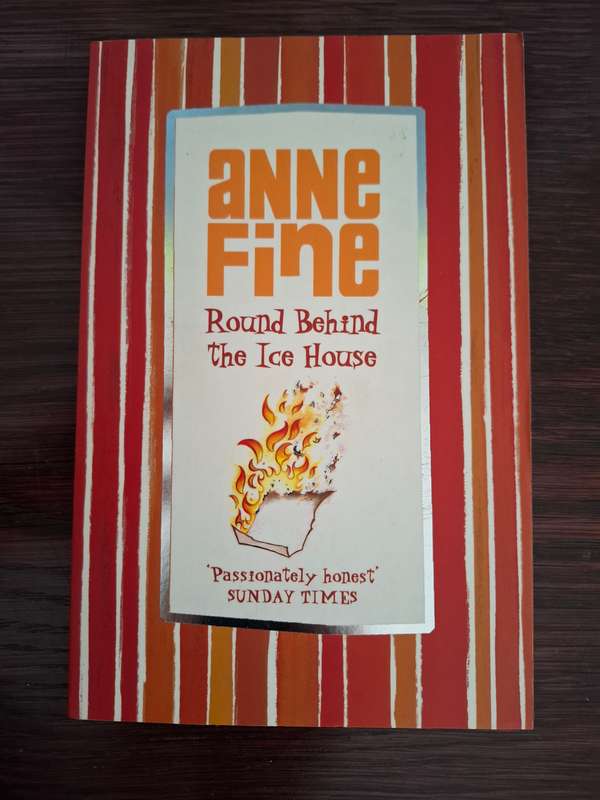 anne
Fine
Round Behind
the Ice House
'Passionately honest'
SUNDAY TIMES